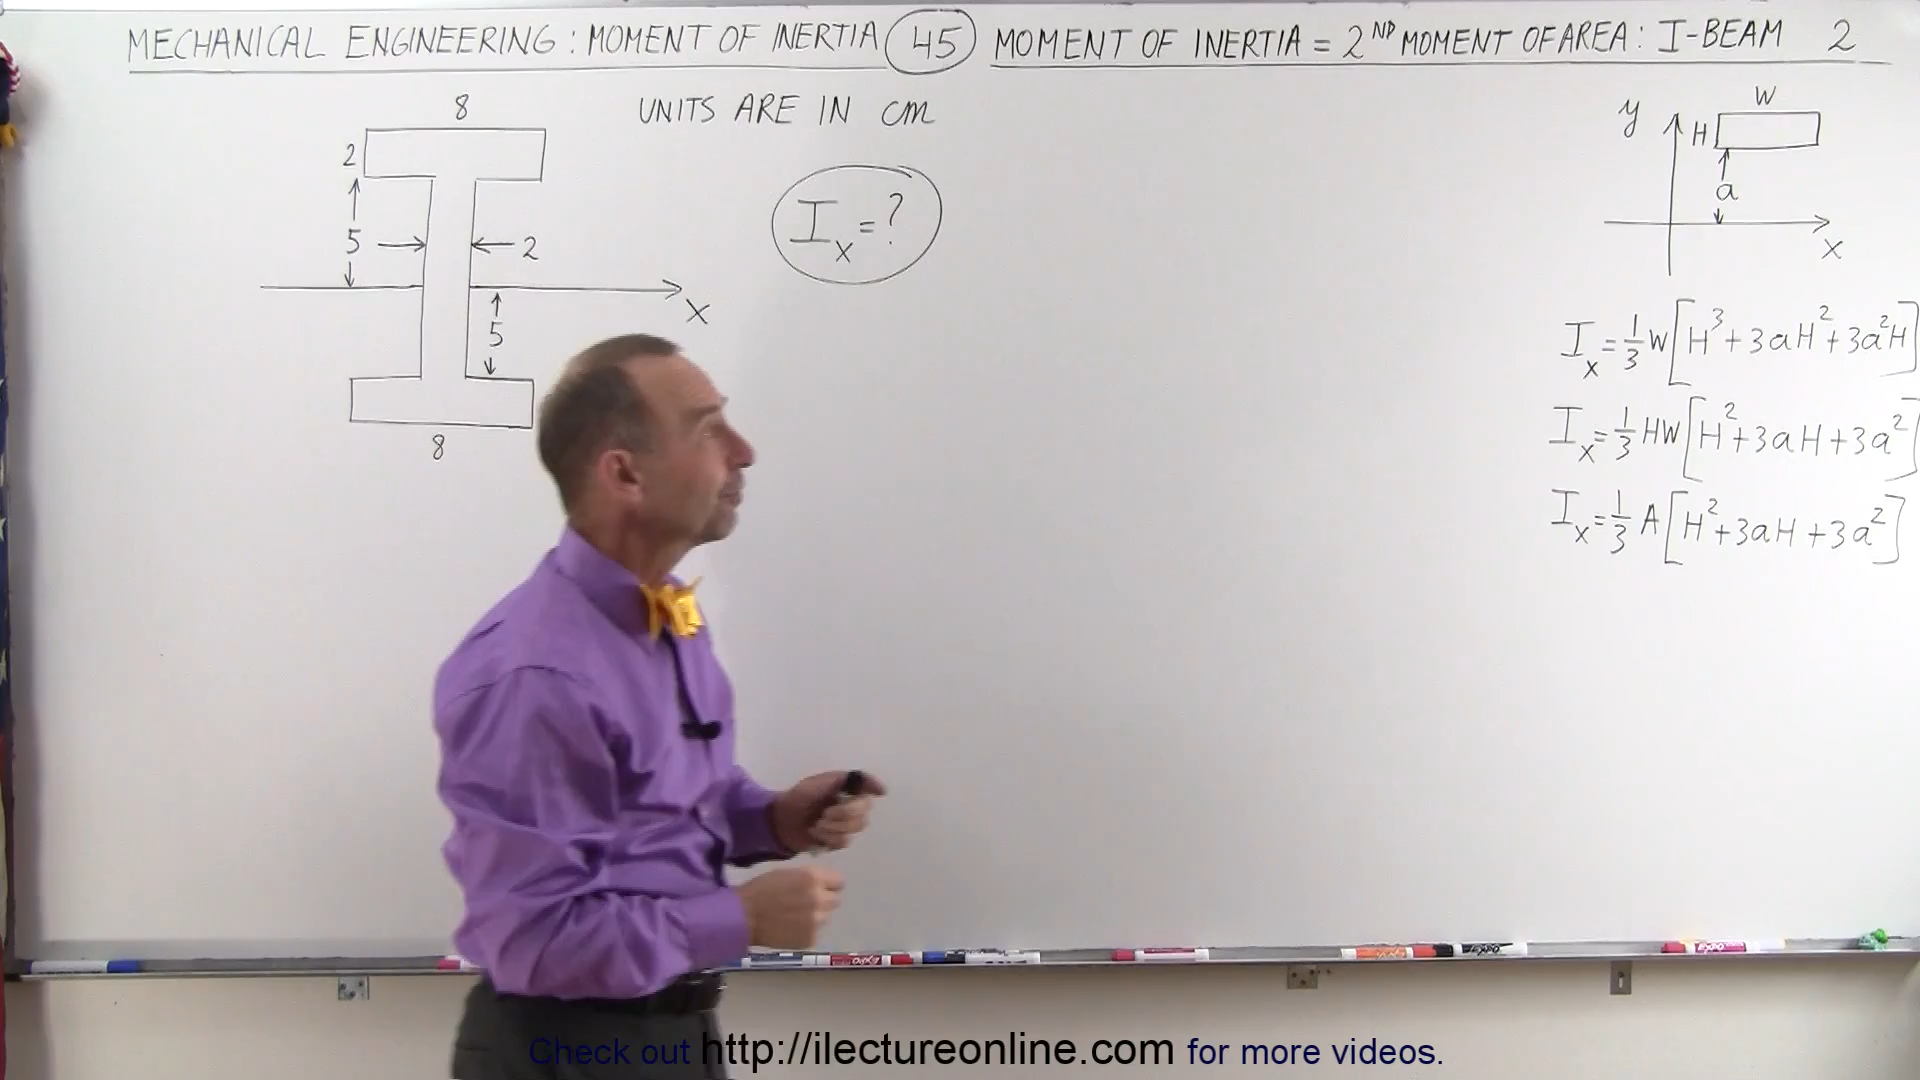 MECHANICAL ENGINEERING: MOMENT OF INERTIA 45 MOMENT OF INERTIA = 2ND MOMENT OF AREA: I-BEAM 2
UNITS ARE IN cm
8
2
5
2
X
5
8
Ix = ?
y
W
H
a
X
Ix = 1/3 W[H³ + 3aH² + 3a²H]
Ix = 1/3 HW[H² + 3aH + 3a²]
Ix = 1/3 A[H² + 3aH + 3a²]
Check out http://ilectureonline.com for more videos.